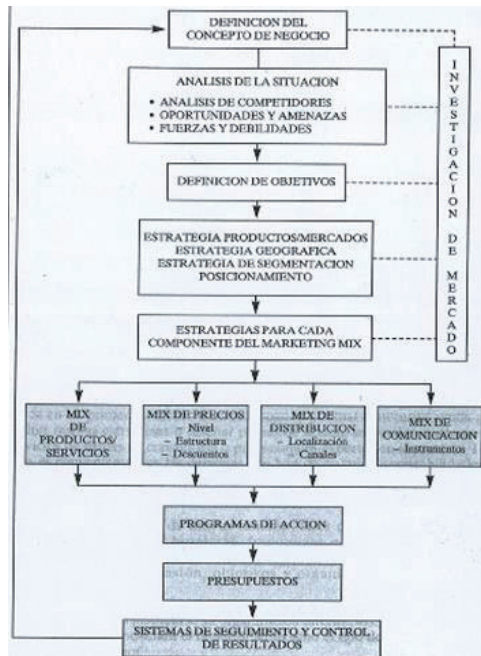 DEFINICION DEL
CONCEPTO DE NEGOCIO
ANALISIS DE LA SITUACION
• ANALISIS DE COMPETIDORES
• OPORTUNIDADES Y AMENAZAS
• FUERZAS Y DEBILIDADES
DEFINICION DE OBJETIVOS
ESTRATEGIA PRODUCTOS/MERCADOS
ESTRATEGIA GEOGRAFICA
ESTRATEGIA DE SEGMENTACION
POSICIONAMIENTO
ESTRATEGIAS PARA CADA
COMPONENTE DEL MARKETING MIX
INVESTIGACION DE MERCADO
MIX
DE
PRODUCTOS/
SERVICIOS
MIX DE PRECIOS
– Nivel
– Estructura
– Descuentos
MIX DE
DISTRIBUCION
– Localización
Canales
MIX DE
COMUNICACION
– Instrumentos
PROGRAMAS DE ACCION
PRESUPUESTOS
SISTEMAS DE SEGUIMIENTO Y CONTROL
DE RESULTADOS